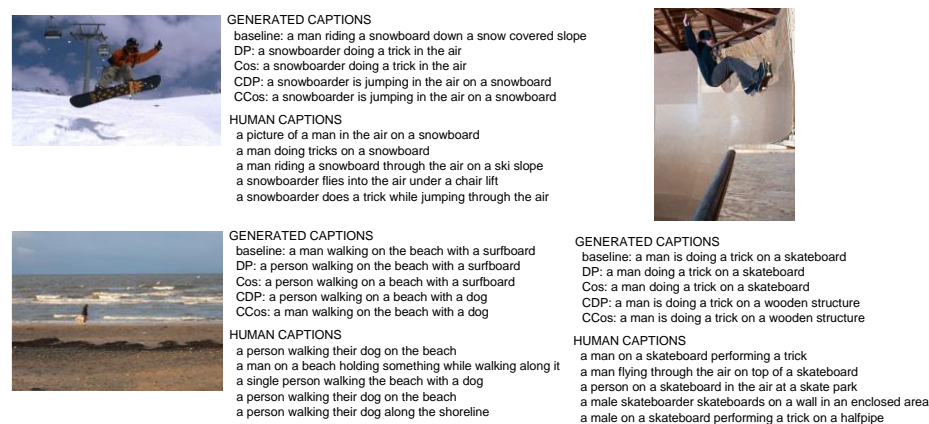 GENERATED CAPTIONS
baseline: a man riding a snowboard down a snow covered slope
DP: a snowboarder doing a trick in the air
Cos: a snowboarder doing a trick in the air
CDP: a snowboarder is jumping in the air on a snowboard
CCos: a snowboarder is jumping in the air on a snowboard
HUMAN CAPTIONS
a picture of a man in the air on a snowboard
a man doing tricks on a snowboard
a man riding a snowboard through the air on a ski slope
a snowboarder flies into the air under a chair lift
a snowboarder does a trick while jumping through the air
GENERATED CAPTIONS
baseline: a man walking on the beach with a surfboard
DP: a person walking on the beach with a surfboard
Cos: a person walking on a beach with a surfboard
CDP: a person walking on a beach with a dog
CCos: a man walking on a beach with a dog
HUMAN CAPTIONS
a person walking their dog on the beach
a man on a beach holding something while walking along it
a single person walking the beach with a dog
a person walking their dog on the beach
a person walking their dog along the shoreline
GENERATED CAPTIONS
baseline: a man is doing a trick on a skateboard
DP: a man doing a trick on a skateboard
Cos: a man doing a trick on a skateboard
CDP: a man is doing a trick on a wooden structure
CCos: a man is doing a trick on a wooden structure
HUMAN CAPTIONS
a man on a skateboard performing a trick
a man flying through the air on top of a skateboard
a person on a skateboard in the air at a skate park
a male skateboarder skateboards on a wall in an enclosed area
a male on a skateboard performing a trick on a halfpipe